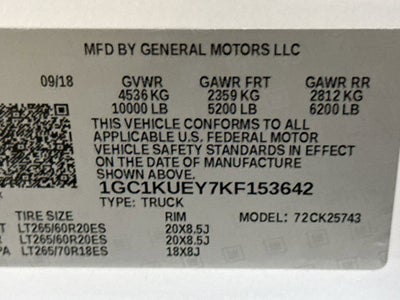 MFD BY GENERAL MOTORS LLC
09/18 GVWR GAWR FRT GAWR RR
4536 KG 2359 KG 2812 KG
10000 LB 5200 LB 6200 LB
THIS VEHICLE CONFORMS TO ALL
APPLICABLE U.S. FEDERAL MOTOR
VEHICLE SAFETY STANDARDS IN EFFECT
ON THE DATE OF MANUFACTURE
SHOWN ABOVE.
1GC1KUEY7KF153642
TYPE: TRUCK
TIRE SIZE RIM MODEL: 72CK25743
LT265/60R20ES 20X8.5J
LT265/60R20ES 20X8.5J
LT265/70R18ES 18X8J